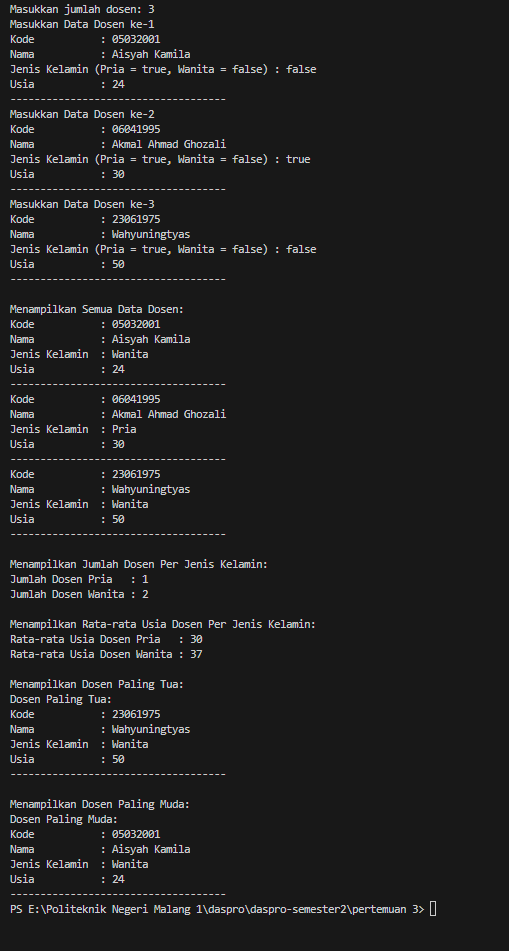 Masukkan jumlah dosen: 3
Masukkan Data Dosen ke-1
Kode           : 05032001
Nama           : Aisyah Kamila
Jenis Kelamin (Pria = true, Wanita = false) : false
Usia           : 24
------------------------------------
Masukkan Data Dosen ke-2
Kode           : 06041995
Nama           : Akmal Ahmad Ghozali
Jenis Kelamin (Pria = true, Wanita = false) : true
Usia           : 30
------------------------------------
Masukkan Data Dosen ke-3
Kode           : 23061975
Nama           : Wahyuningtyas
Jenis Kelamin (Pria = true, Wanita = false) : false
Usia           : 50
------------------------------------
Menampilkan Semua Data Dosen:
Kode           : 05032001
Nama           : Aisyah Kamila
Jenis Kelamin  : Wanita
Usia           : 24
------------------------------------
Kode           : 06041995
Nama           : Akmal Ahmad Ghozali
Jenis Kelamin  : Pria
Usia           : 30
------------------------------------
Kode           : 23061975
Nama           : Wahyuningtyas
Jenis Kelamin  : Wanita
Usia           : 50
------------------------------------
Menampilkan Jumlah Dosen Per Jenis Kelamin:
Jumlah Dosen Pria   : 1
Jumlah Dosen Wanita : 2
Menampilkan Rata-rata Usia Dosen Per Jenis Kelamin:
Rata-rata Usia Dosen Pria   : 30
Rata-rata Usia Dosen Wanita : 37
Menampilkan Dosen Paling Tua:
Dosen Paling Tua:
Kode           : 23061975
Nama           : Wahyuningtyas
Jenis Kelamin  : Wanita
Usia           : 50
------------------------------------
Menampilkan Dosen Paling Muda:
Dosen Paling Muda:
Kode           : 05032001
Nama           : Aisyah Kamila
Jenis Kelamin  : Wanita
Usia           : 24
------------------------------------
PS E:\Politeknik Negeri Malang 1\daspro\daspro-semester2\pertemuan 3>